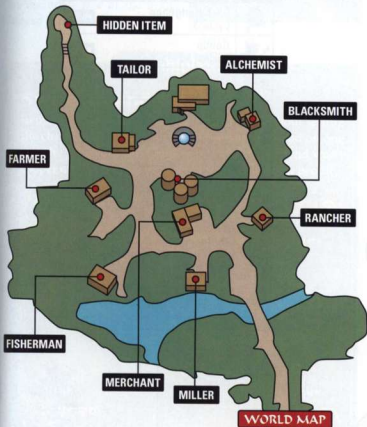 HIDDEN ITEM
TAILOR
ALCHEMIST
BLACKSMITH
FARMER
RANCHER
FISHERMAN
MERCHANT
MILLER
WORLD MAP